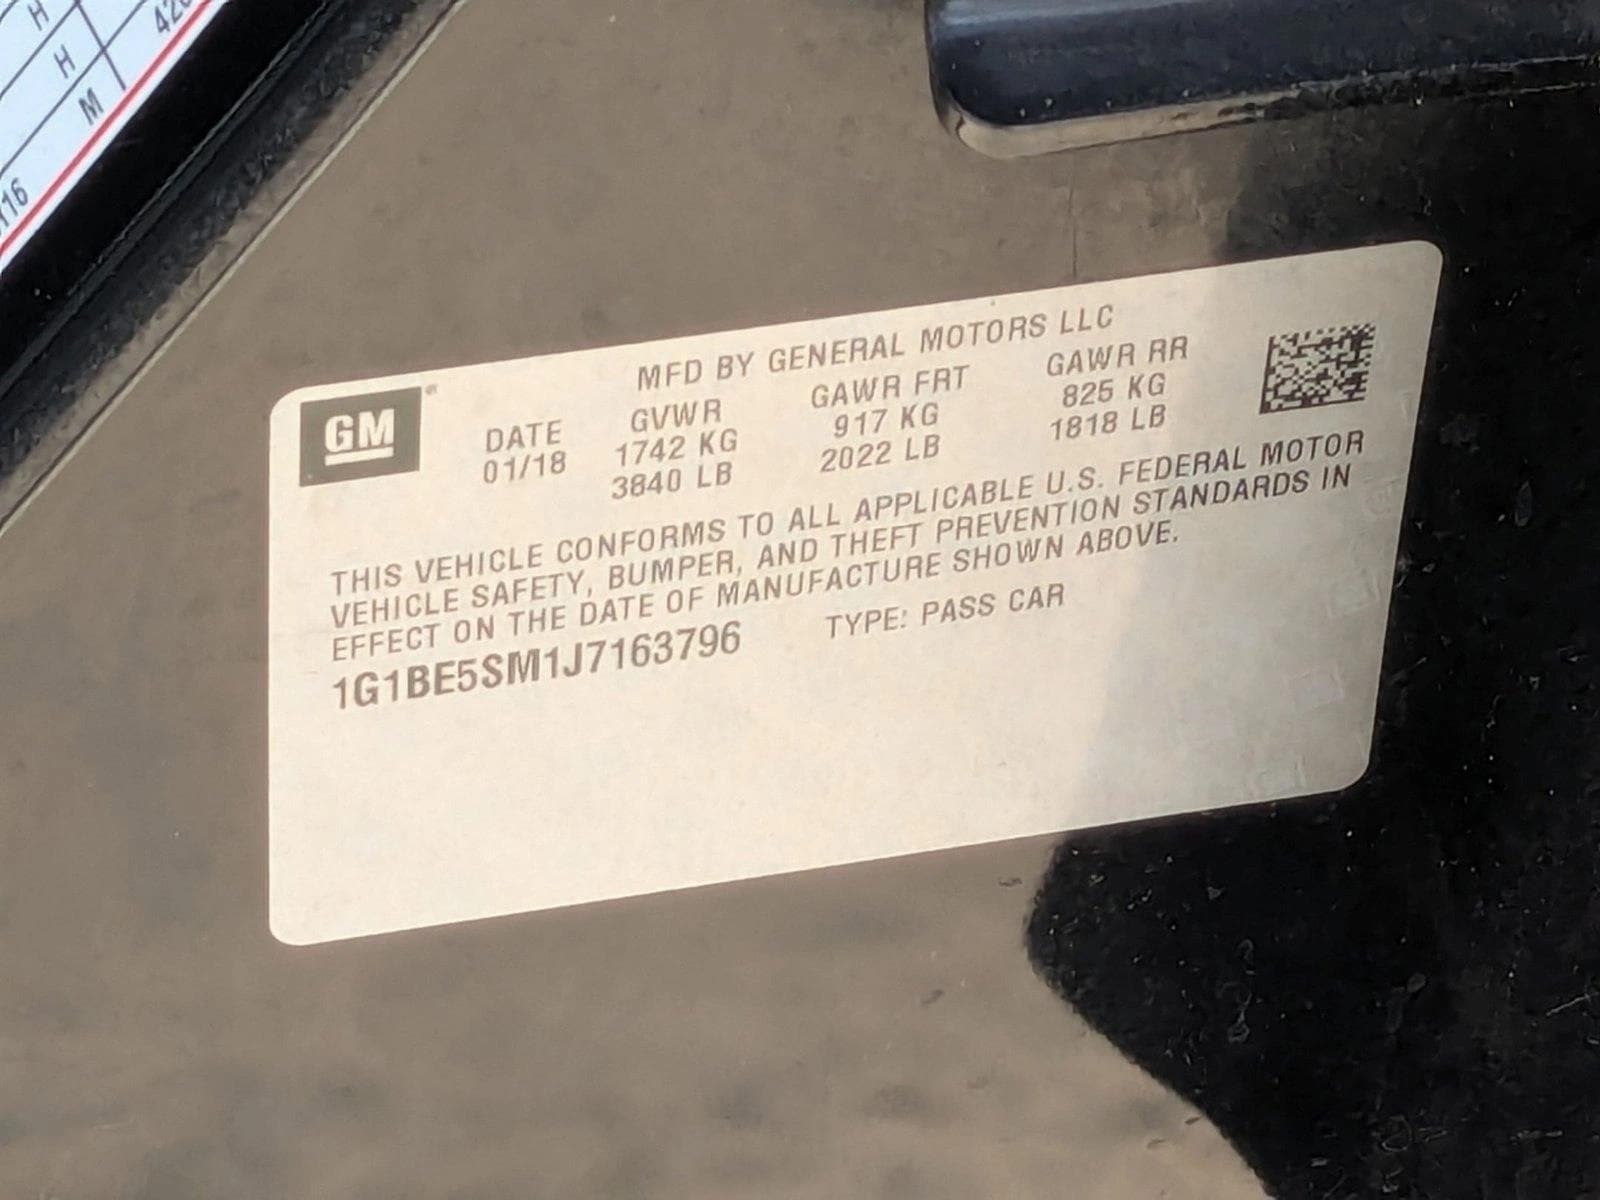 H
H
M
116
MFD BY GENERAL MOTORS LLC
GM
DATE GVWR GAWR FRT GAWR RR
01/18 1742 KG 917 KG 825 KG
3840 LB 2022 LB 1818 LB
THIS VEHICLE CONFORMS TO ALL APPLICABLE U.S. FEDERAL MOTOR
VEHICLE SAFETY, BUMPER, AND THEFT PREVENTION STANDARDS IN
EFFECT ON THE DATE OF MANUFACTURE SHOWN ABOVE.
1G1BE5SM1J7163796 TYPE: PASS CAR